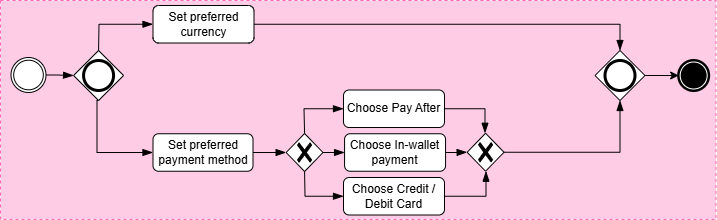 Set preferred
currency
Choose Pay After
Set preferred
payment method
Choose In-wallet
payment
Choose Credit /
Debit Card